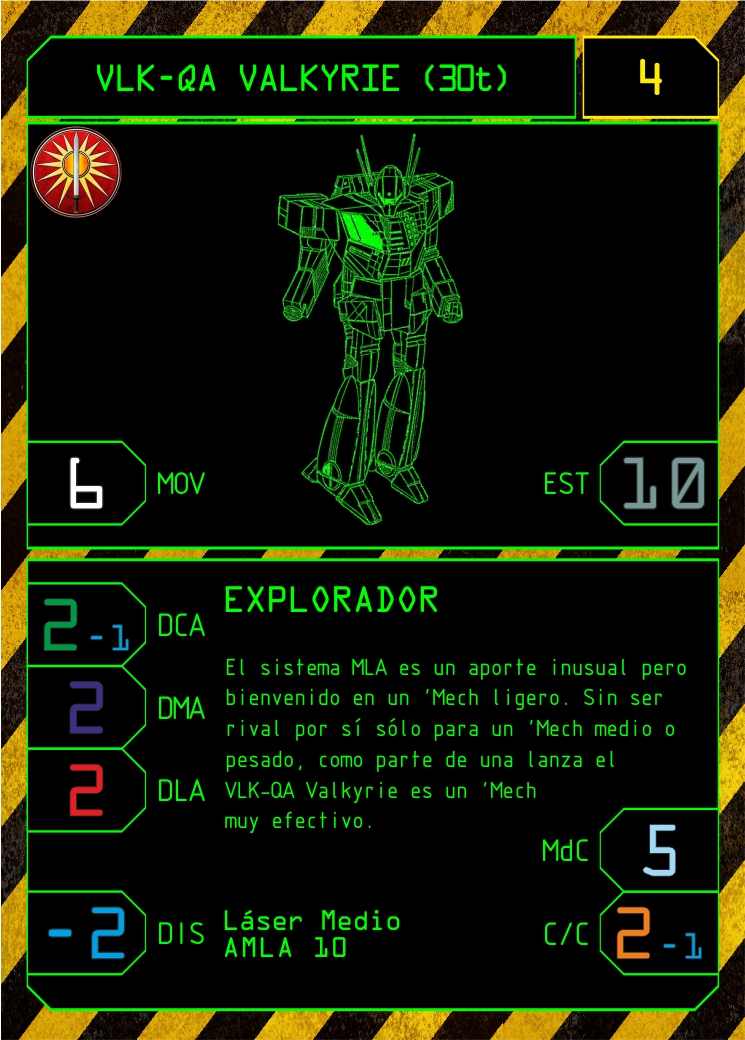 VLK-QA VALKYRIE (30t)
4
6 MOV
EST 10
2 -1 DCA
EXPLORADOR
El sistema MLA es un aporte inusual pero
bienvenido en un 'Mech ligero. Sin ser
rival por sí sólo para un 'Mech medio o
pesado, como parte de una lanza el
VLK-QA Valkyrie es un 'Mech
muy efectivo.
2 DMA
2 DLA
MdC 5
-2 DIS
Láser Medio
AMLA 10
C/C 2 -1